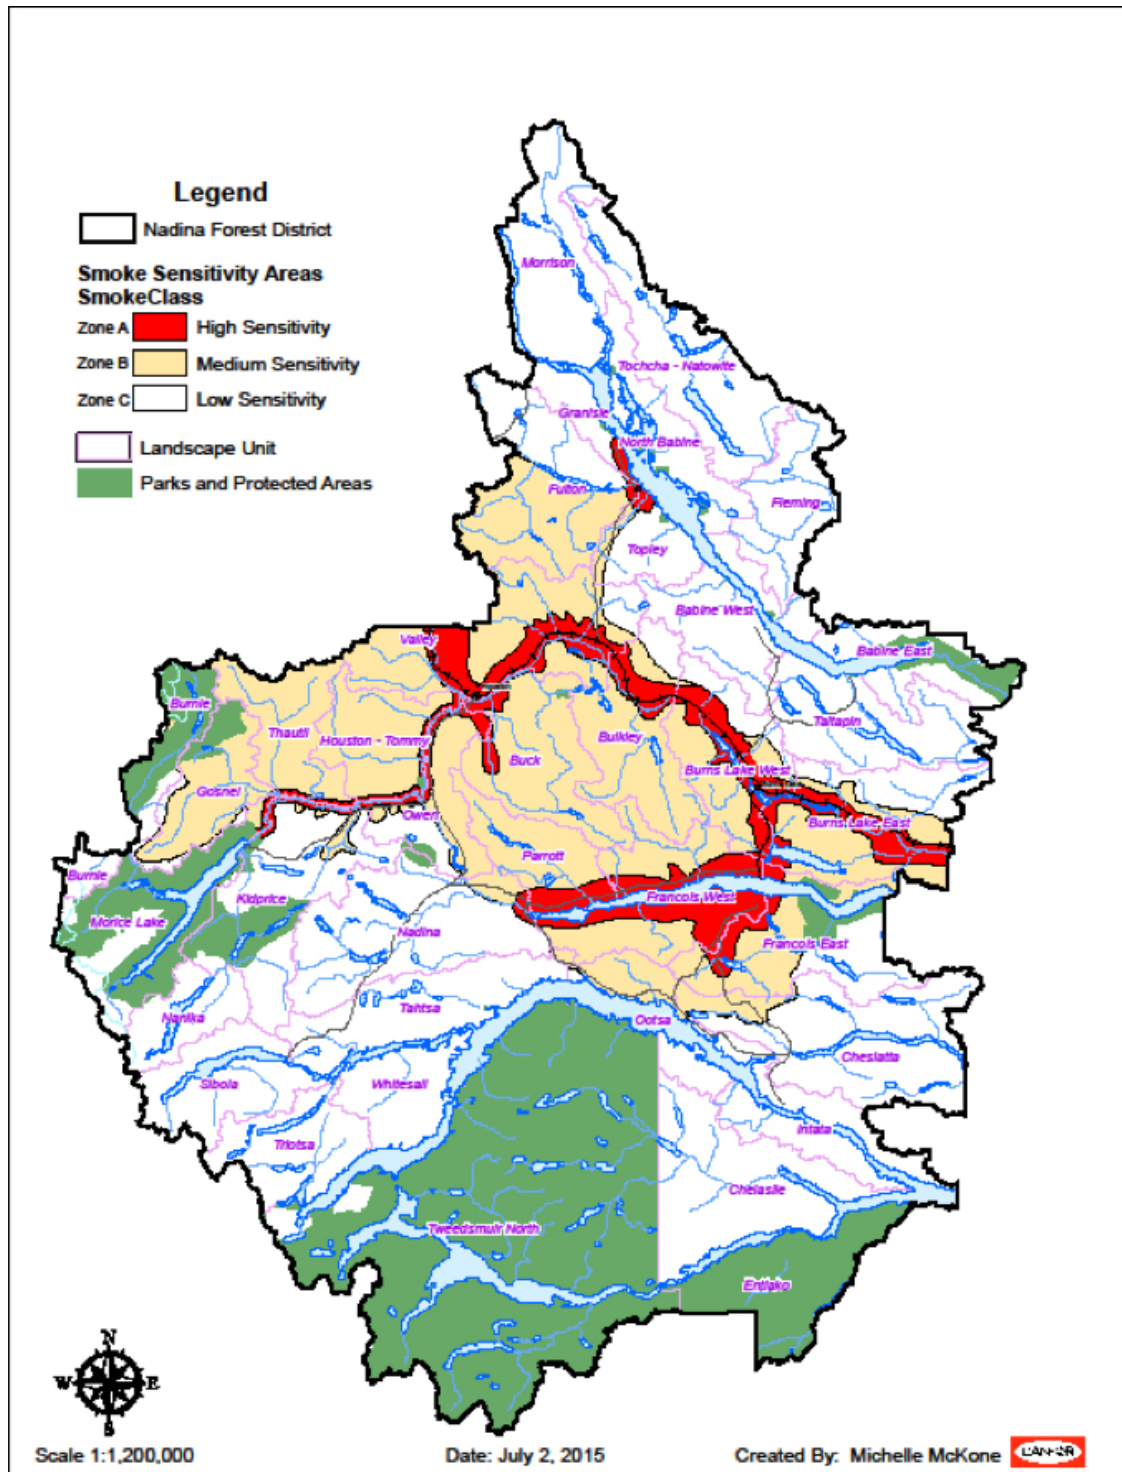 Legend
Nadina Forest District
Smoke Sensitivity Areas
SmokeClass
Zone A High Sensitivity
Zone B Medium Sensitivity
Zone C Low Sensitivity
Landscape Unit
Parks and Protected Areas
Morrison
Tochcha - Natowite
Granisle
North Babine
Fulton
Fleming
Topley
Babine West
Valley
Babine East
Burnie
Taltapin
Thautil
Houston - Tommy
Bulkley
Buck
Burns Lake West
Gosnel
Owen
Burns Lake East
Parrott
Burnie
Kidprice
Francois West
Morice Lake
Nadina
Francois East
Tahtsa
Nanika
Ootsa
Cheslatta
Sibola
Whitesail
Intata
Troitsa
Chelaslie
Tweedsmuir North
Entiako
N
W E
S
Scale 1:1,200,000
Date: July 2, 2015
Created By: Michelle McKone
CANFOR